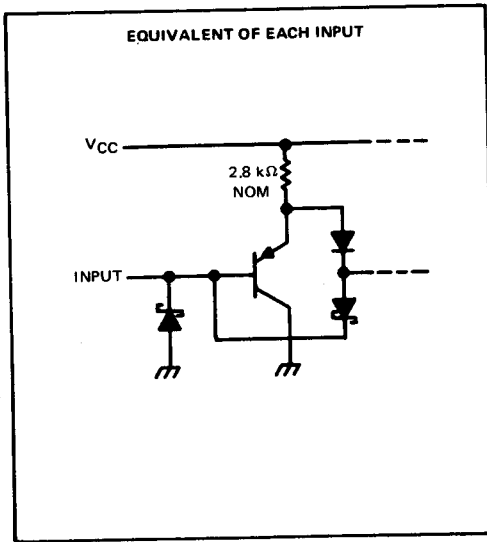 EQUIVALENT OF EACH INPUT
VCC
2.8 kΩ
NOM
INPUT